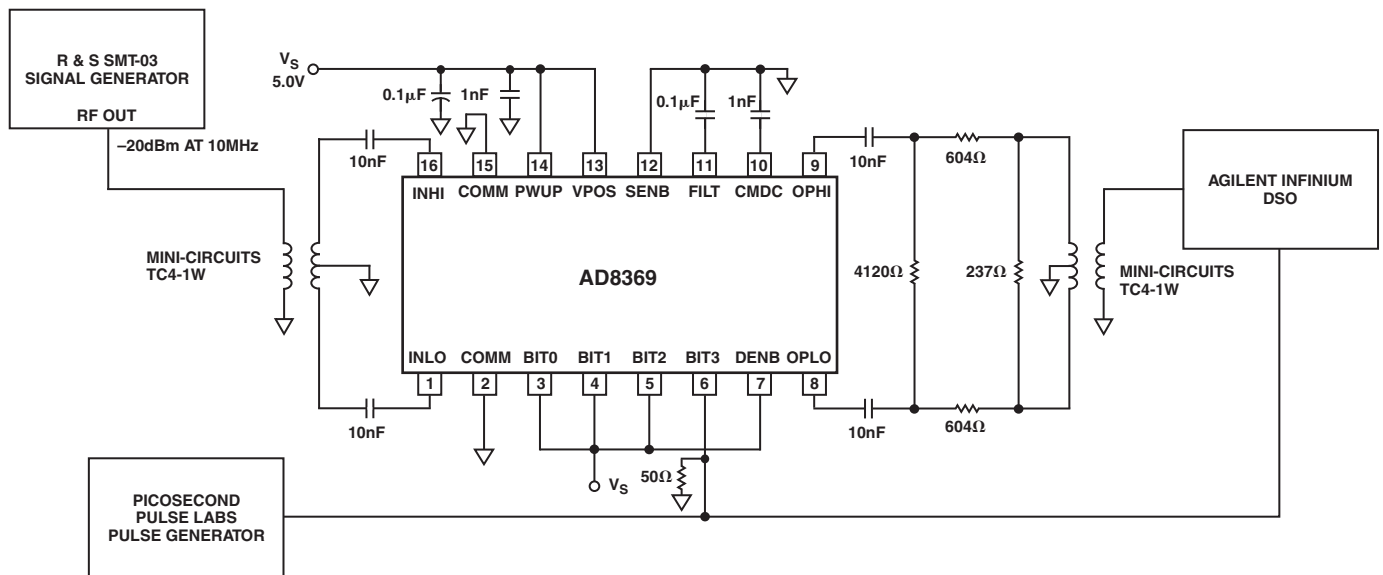 R & S SMT-03
SIGNAL GENERATOR
RF OUT
–20dBm AT 10MHz
VS
5.0V
0.1μF
1nF
0.1μF
1nF
10nF
16
15
14
13
12
11
10
9
INHI
COMM
PWUP
VPOS
SENB
FILT
CMDC
OPHI
10nF
604Ω
AGILENT INFINIUM
DSO
MINI-CIRCUITS
TC4-1W
AD8369
4120Ω
237Ω
MINI-CIRCUITS
TC4-1W
INLO
COMM
BIT0
BIT1
BIT2
BIT3
DENB
OPLO
1
2
3
4
5
6
7
8
10nF
10nF
604Ω
50Ω
VS
PICOSECOND
PULSE LABS
PULSE GENERATOR